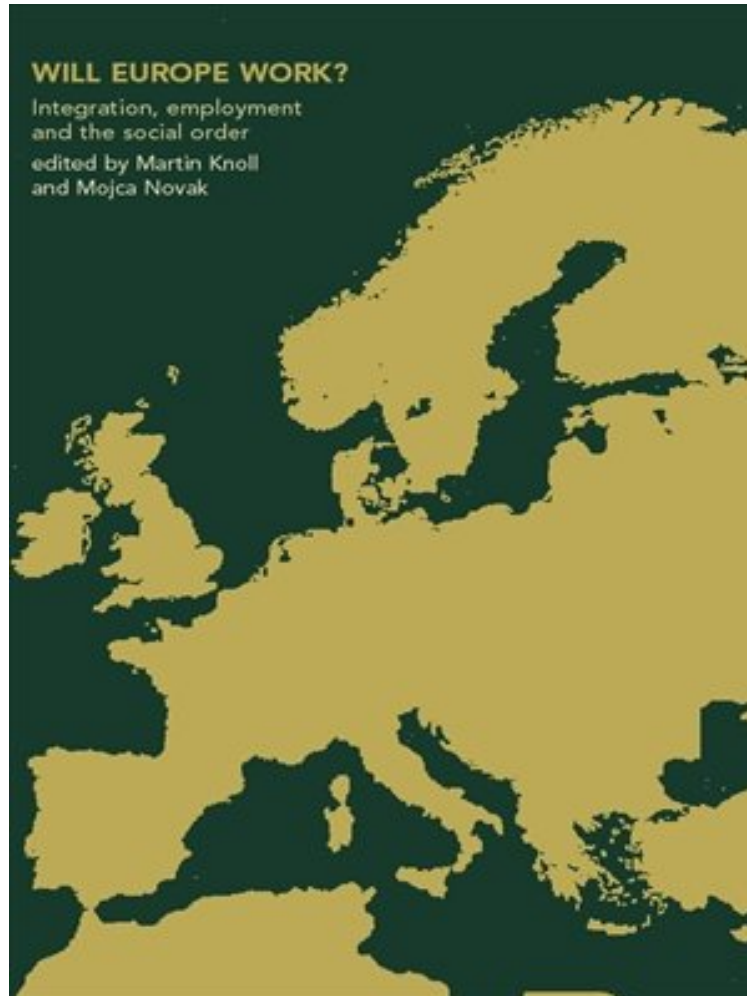 WILL EUROPE WORK?
Integration, employment
and the social order
edited by Martin Knoll
and Mojca Novak